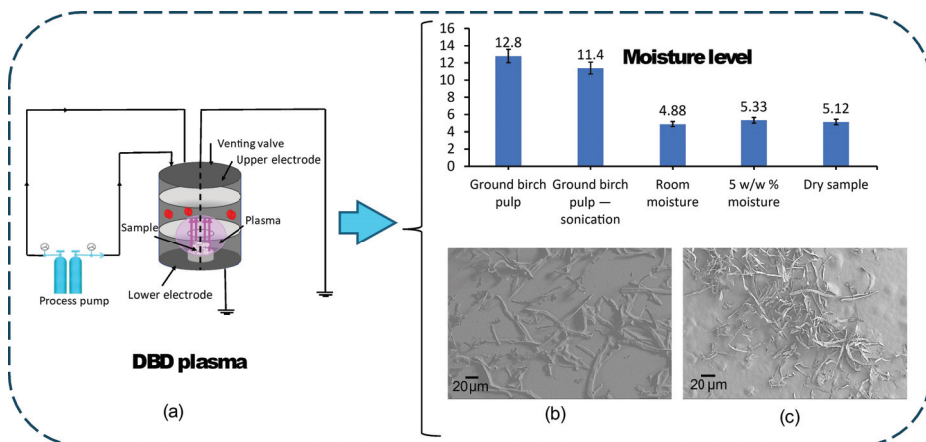 Venting valve
Upper electrode
Sample
Plasma
Lower electrode
Process pump
DBD plasma
(a)
Moisture level
16
14
12
10
8
6
4
2
0
12.8
11.4
4.88
5.33
5.12
Ground birch
pulp
Ground birch
pulp —
sonication
Room
moisture
5 w/w %
moisture
Dry sample
20 µm
(b)
20 µm
(c)